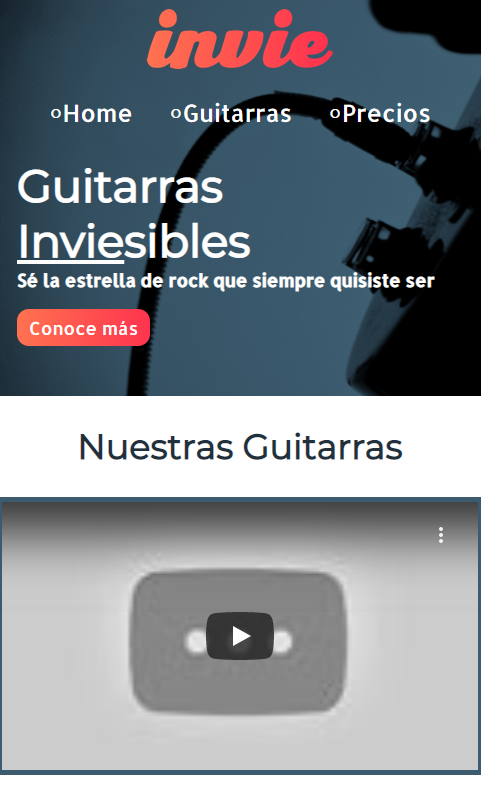 invie
Home Guitarras Precios
Guitarras
Inviesibles
Sé la estrella de rock que siempre quisiste ser
Conoce más
Nuestras Guitarras